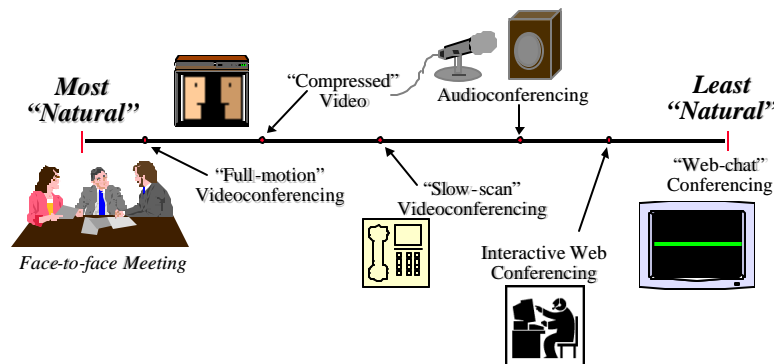 Most
“Natural”
“Compressed”
Video
Audioconferencing
Least
“Natural”
“Full-motion”
Videoconferencing
“Slow-scan”
Videoconferencing
“Web-chat”
Conferencing
Interactive Web
Conferencing
Face-to-face Meeting